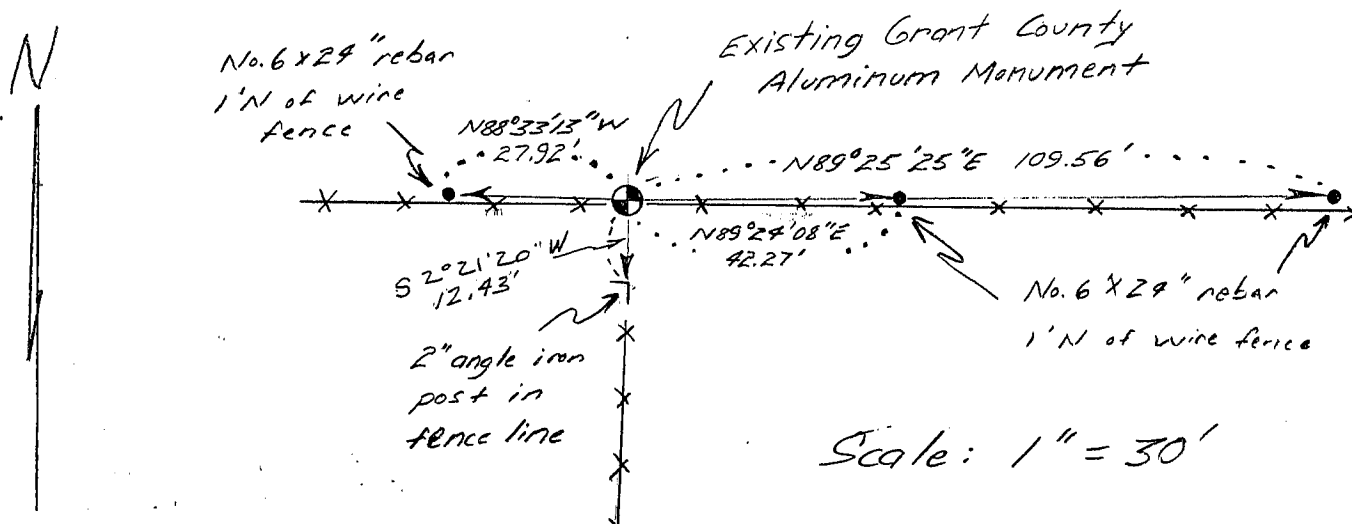 N
No. 6 x 24" rebar
1' N of wire
fence
Existing Grant County
Aluminum Monument
N88°33'13"W
27.92'
N89°25'25"E 109.56'
N89°24'08"E
42.27'
S 2°21'20"W
12.43'
2" angle iron
post in
fence line
No. 6 x 24" rebar
1' N of wire fence
Scale: 1" = 30'